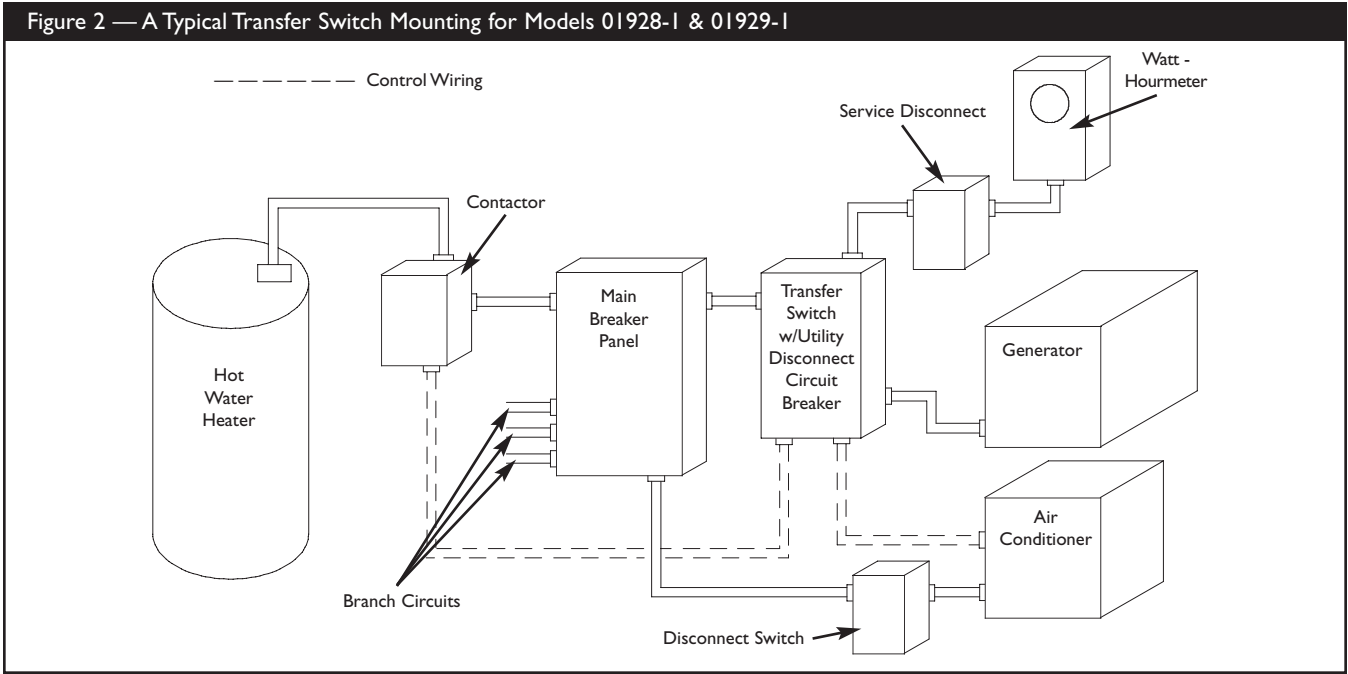 Figure 2 — A Typical Transfer Switch Mounting for Models 01928-1 & 01929-1
Control Wiring
Watt -
Hourmeter
Service Disconnect
Contactor
Main
Breaker
Panel
Transfer
Switch
w/Utility
Disconnect
Circuit
Breaker
Generator
Hot
Water
Heater
Air
Conditioner
Branch Circuits
Disconnect Switch